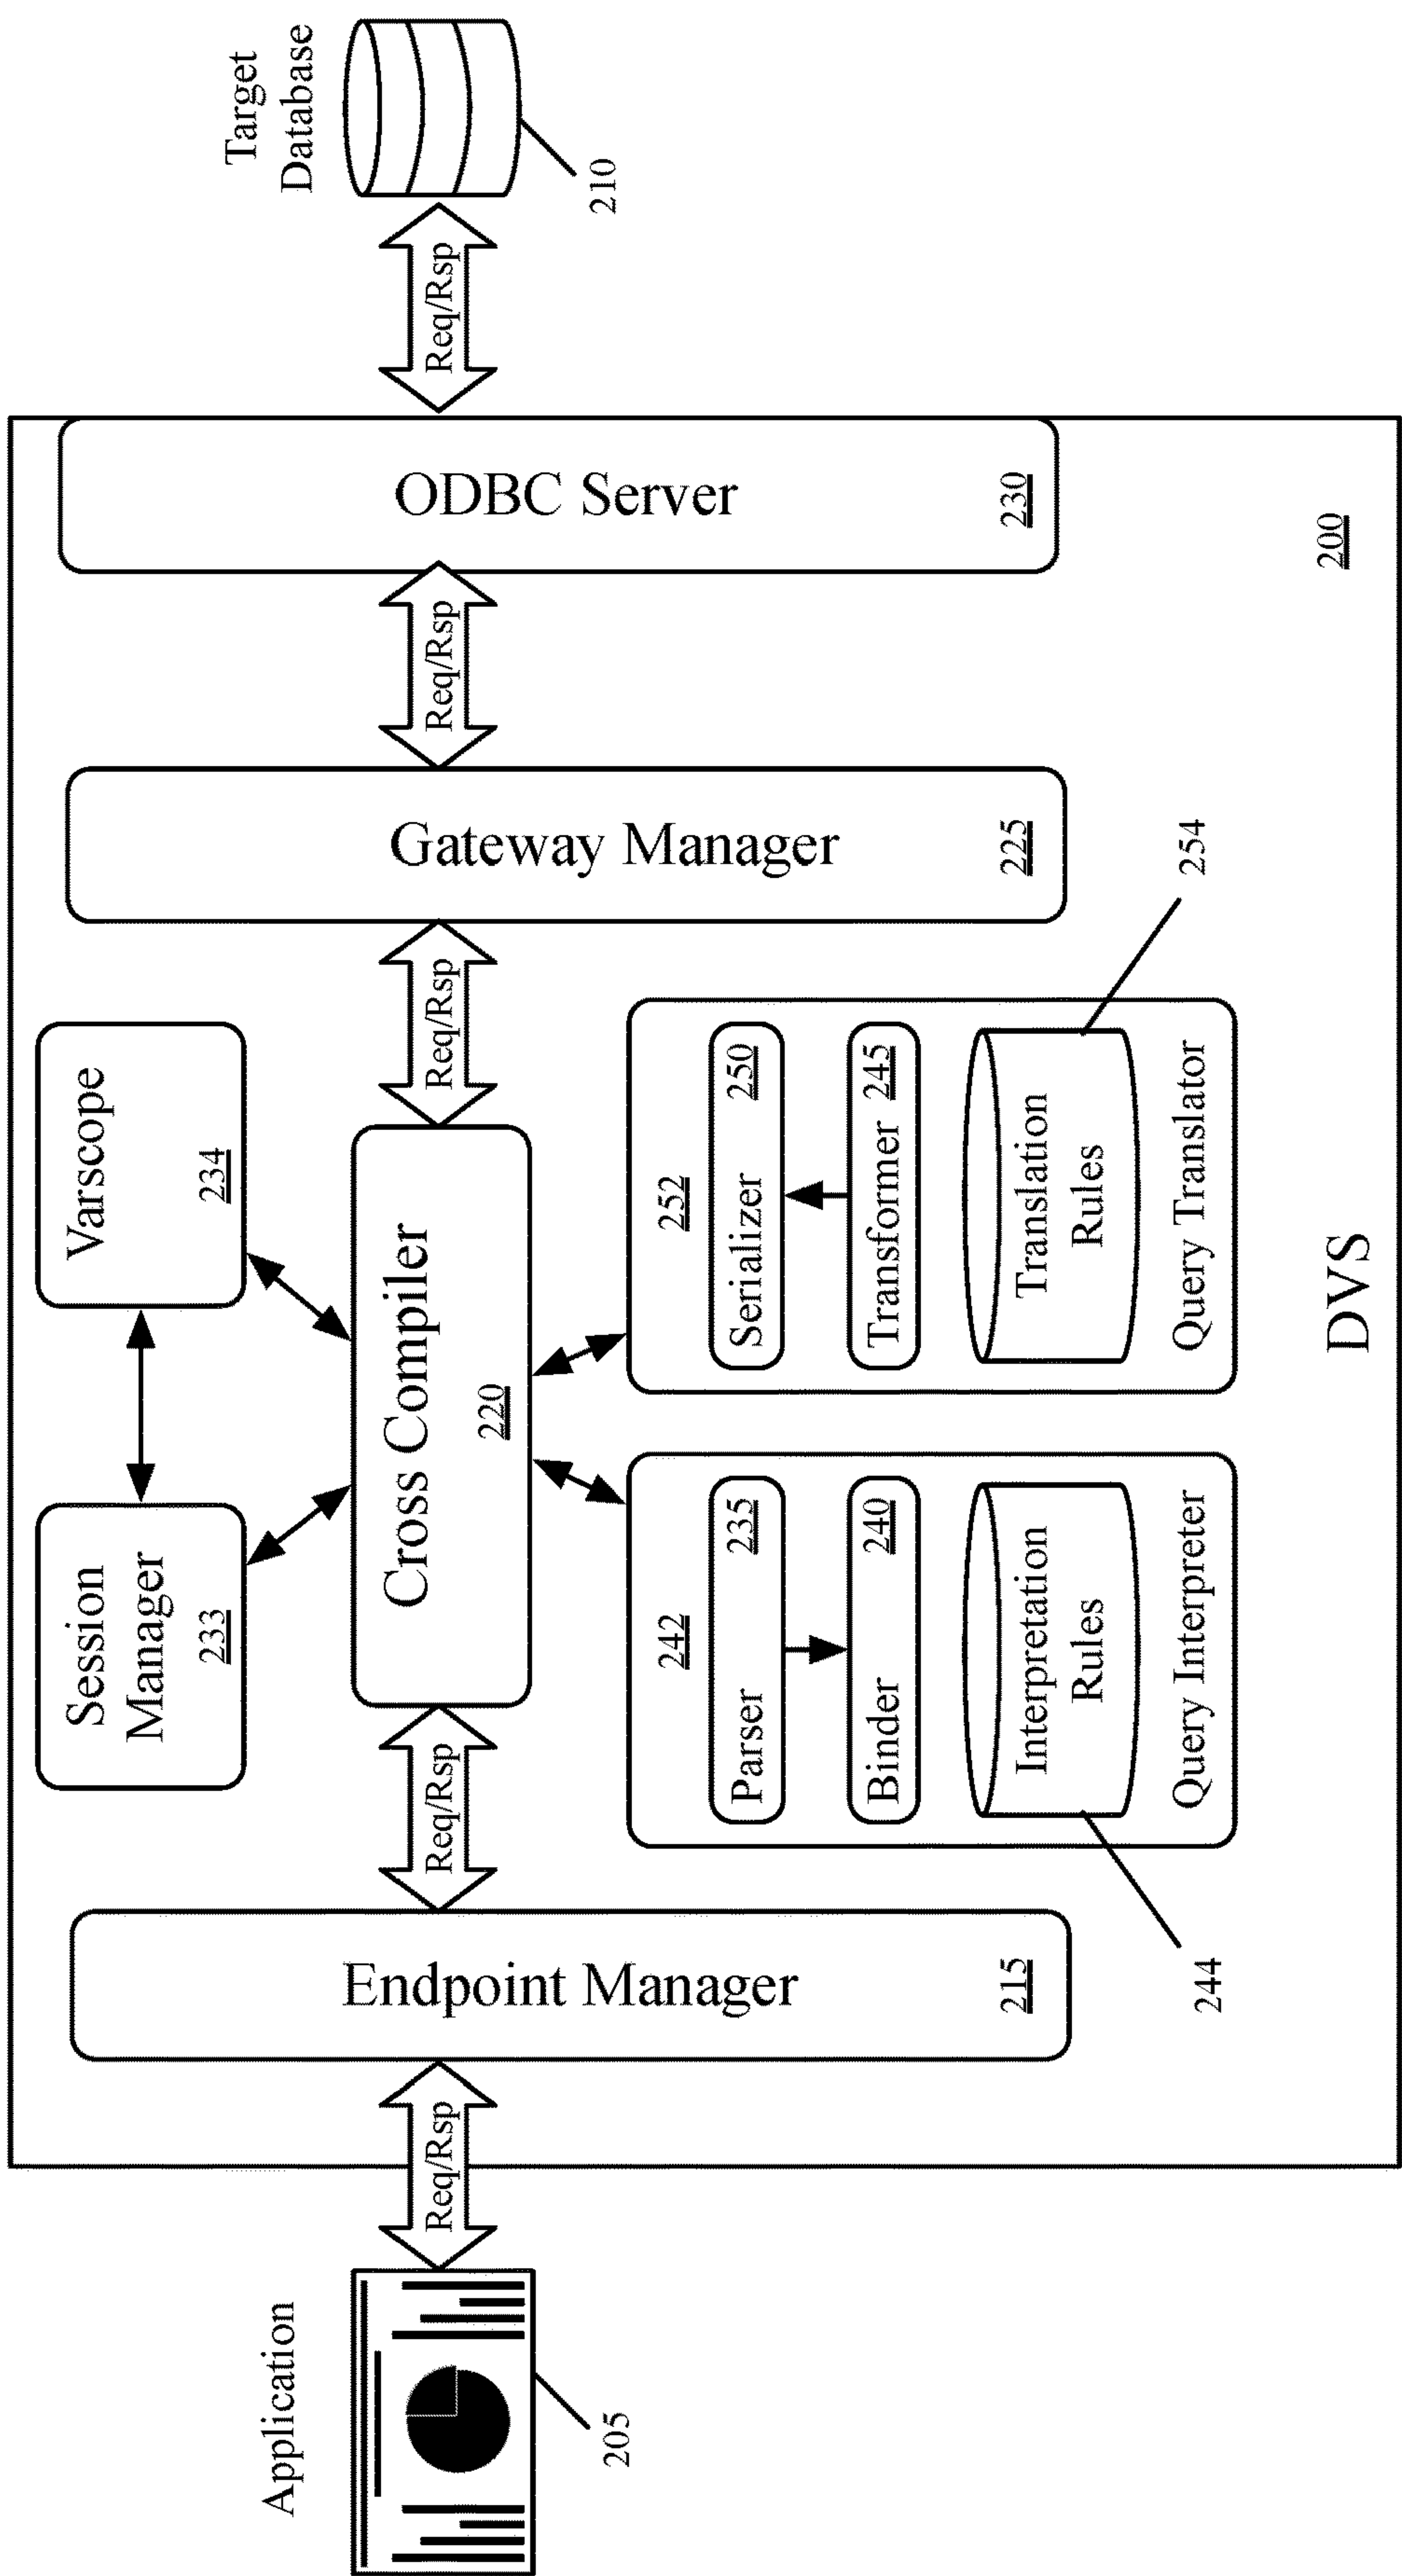 Application
205
Req/Rsp
Endpoint Manager
215
Req/Rsp
Session
Manager
233
Varscope
234
Cross Compiler
220
Req/Rsp
Gateway Manager
225
Req/Rsp
ODBC Server
230
Req/Rsp
Target
Database
210
242
Parser 235
Binder 240
Interpretation
Rules
Query Interpreter
244
252
Serializer 250
Transformer 245
Translation
Rules
Query Translator
254
DVS
200